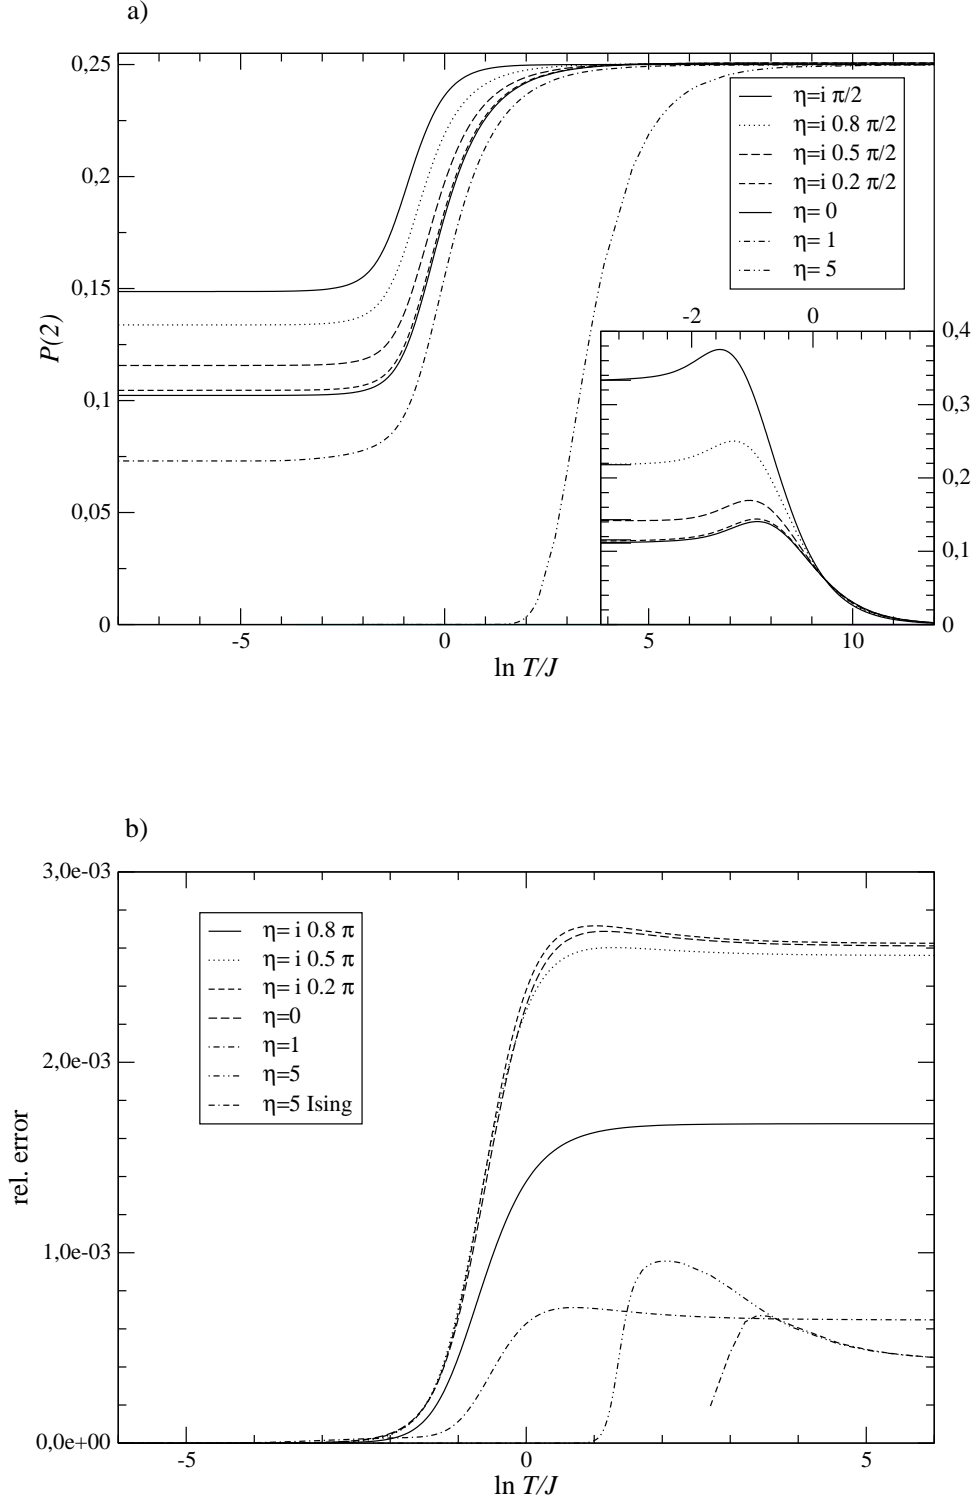 a)
0,25
0,2
0,15
0,1
0,05
0
P(2)
-5
0
5
10
ln T/J
η=i π/2
η=i 0.8 π/2
η=i 0.5 π/2
η=i 0.2 π/2
η= 0
η= 1
η= 5
-2
0
0,4
0,3
0,2
0,1
0
b)
3,0e-03
2,0e-03
1,0e-03
0,0e+00
rel. error
-5
0
5
ln T/J
η= i 0.8 π
η= i 0.5 π
η= i 0.2 π
η=0
η=1
η=5
η=5 Ising